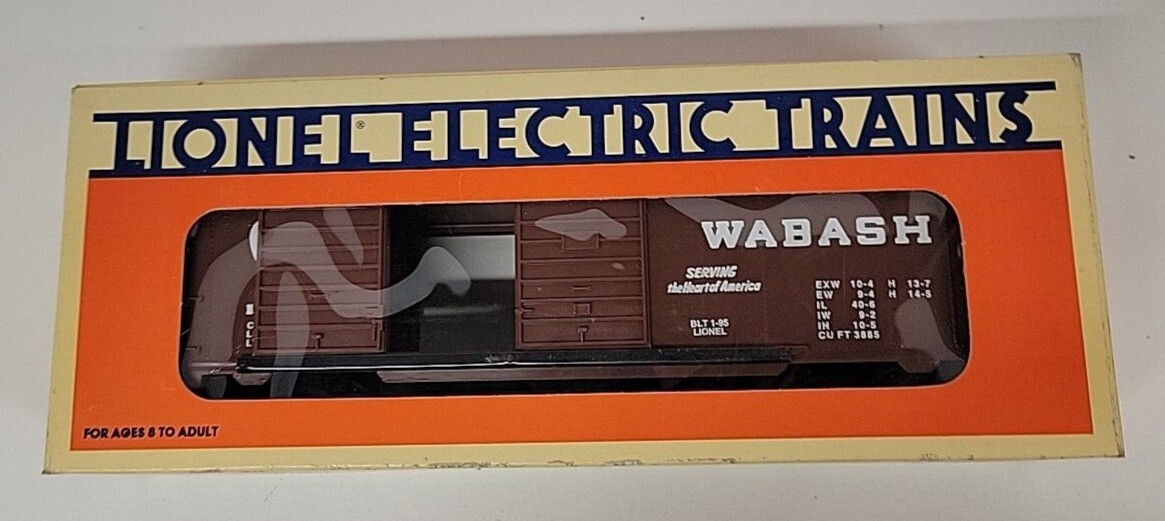 LIONEL® ELECTRIC TRAINS
WABASH
SERVING
the Heart of America
BLT 1-95
LIONEL
EXW 10-4 H 13-7
EW 9-4 H 14-5
IL 40-6
IW 9-2
IH 10-5
CU FT 3885
C
L
L
FOR AGES 8 TO ADULT